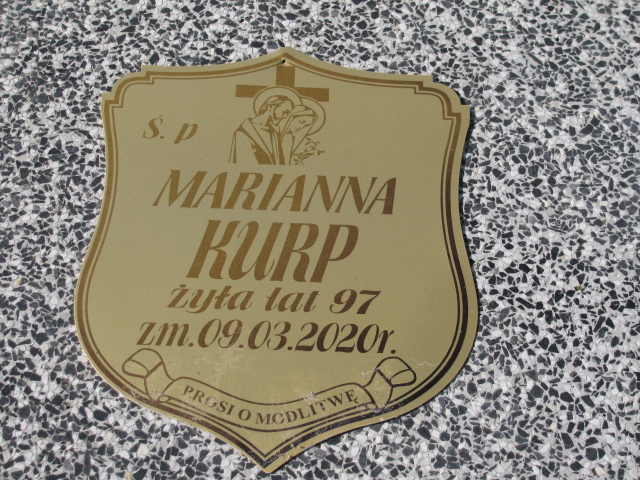 Ś. p
MARIANNA
KURP
żyła lat 97
zm.09.03.2020r.
PROSI O MODLITWĘ